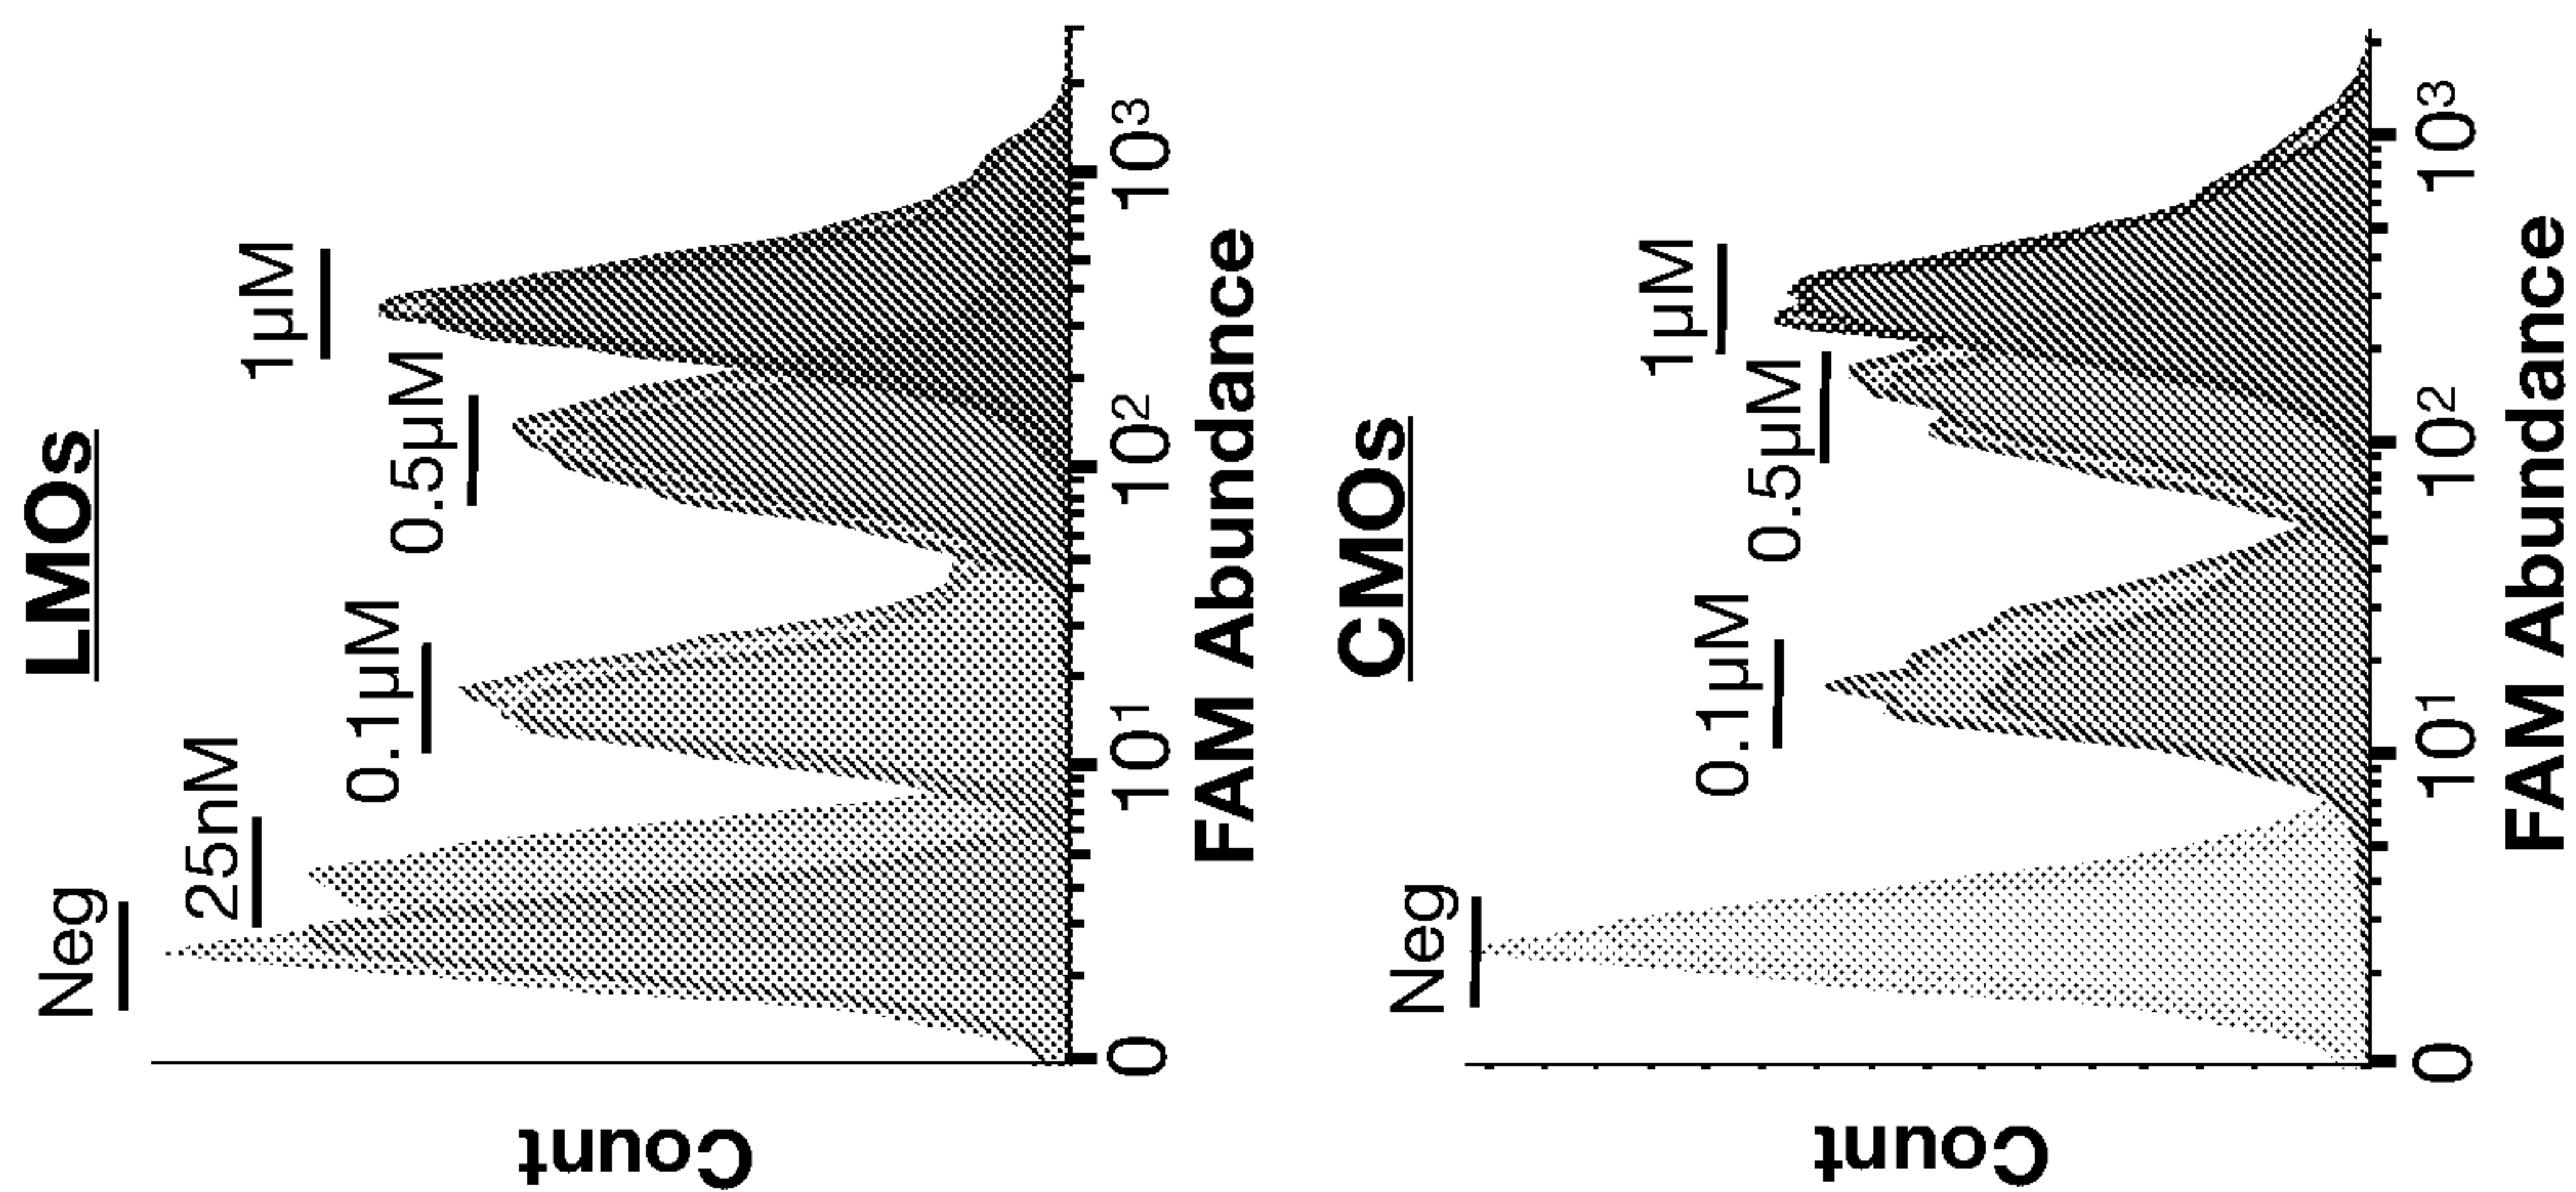 LMOs
Neg
25nM
0.1µM
0.5µM
1µM
Count
0
10¹
10²
10³
FAM Abundance
CMOs
Neg
0.1µM
0.5µM
1µM
Count
0
10¹
10²
10³
FAM Abundance